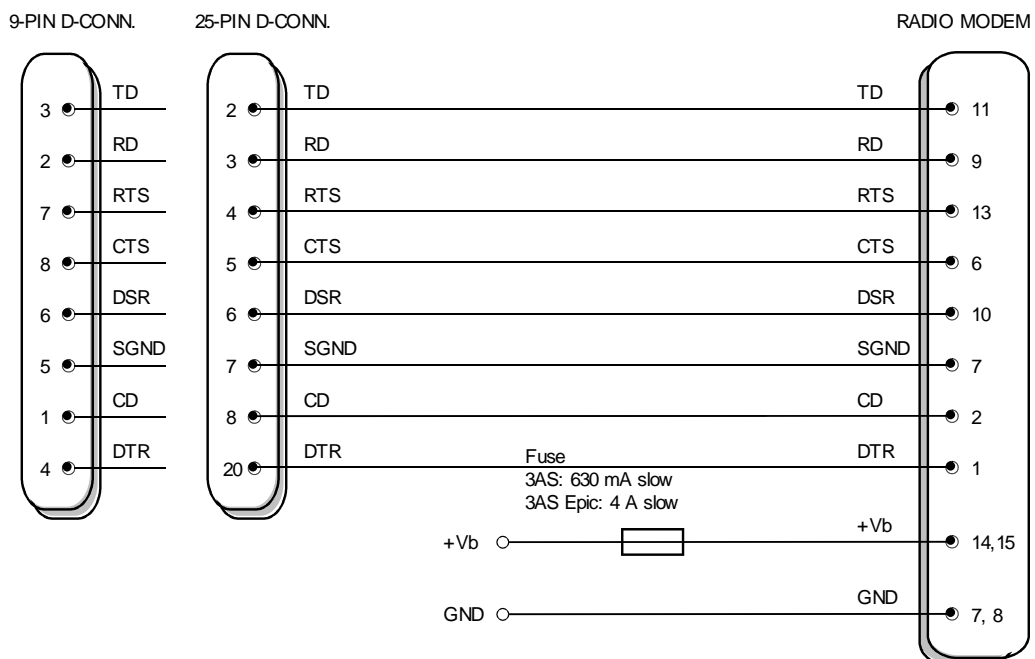 9-PIN D-CONN. 25-PIN D-CONN. RADIO MODEM
3 TD 2 TD TD 11
2 RD 3 RD RD 9
7 RTS 4 RTS RTS 13
8 CTS 5 CTS CTS 6
6 DSR 6 DSR DSR 10
5 SGND 7 SGND SGND 7
1 CD 8 CD CD 2
4 DTR 20 DTR DTR 1
Fuse
3AS: 630 mA slow
3AS Epic: 4 A slow
+Vb +Vb 14,15
GND GND 7, 8